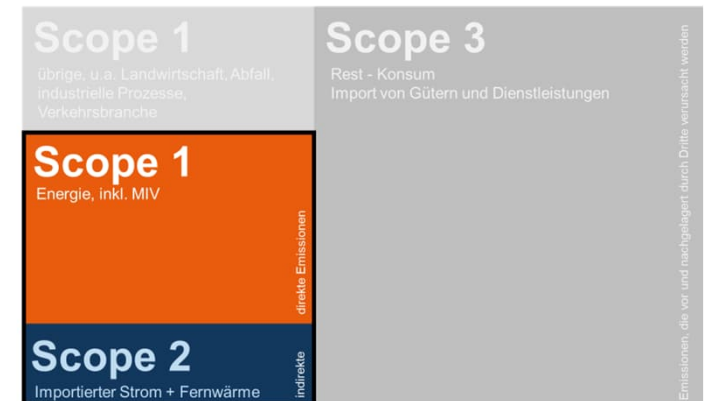 Scope 1
übrige, u.a. Landwirtschaft, Abfall,
industrielle Prozesse,
Verkehrsbranche
Scope 3
Rest - Konsum
Import von Gütern und Dienstleistungen
Emissionen, die vor und nachgelagert durch Dritte verursacht werden
Scope 1
Energie, inkl. MIV
direkte Emissionen
Scope 2
Importierter Strom + Fernwärme
indirekte